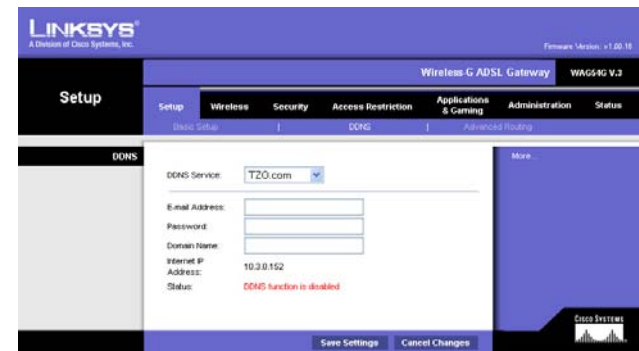 LINKSYS®
A Division of Cisco Systems, Inc.
Firmware Version: v1.00.16
Wireless-G ADSL Gateway WAG54G V.3
Setup
Setup Wireless Security Access Restriction Applications & Gaming Administration Status
Basic Setup | DDNS | Advanced Routing
DDNS
DDNS Service: TZO.com
More...
E-mail Address:
Password:
Domain Name:
Internet IP Address: 10.3.0.152
Status: DDNS function is disabled
CISCO SYSTEMS
Save Settings Cancel Changes